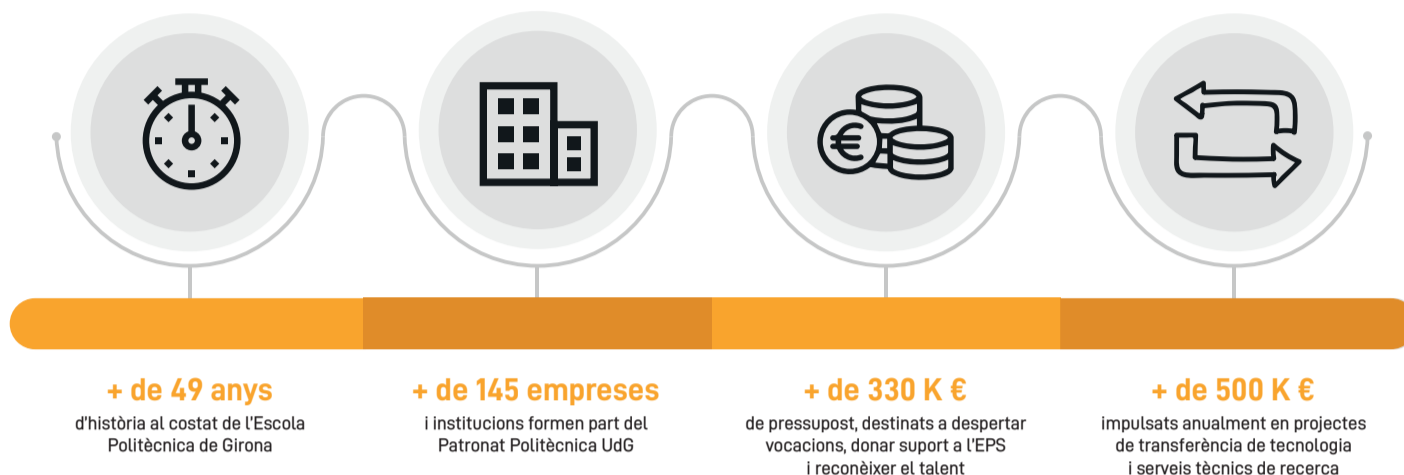 + de 49 anys
d'història al costat de l'Escola
Politècnica de Girona
+ de 145 empreses
i institucions formen part del
Patronat Politècnica UdG
+ de 330 K €
de pressupost, destinats a despertar
vocacions, donar suport a l'EPS
i reconèixer el talent
+ de 500 K €
impulsats anualment en projectes
de transferència de tecnologia
i serveis tècnics de recerca